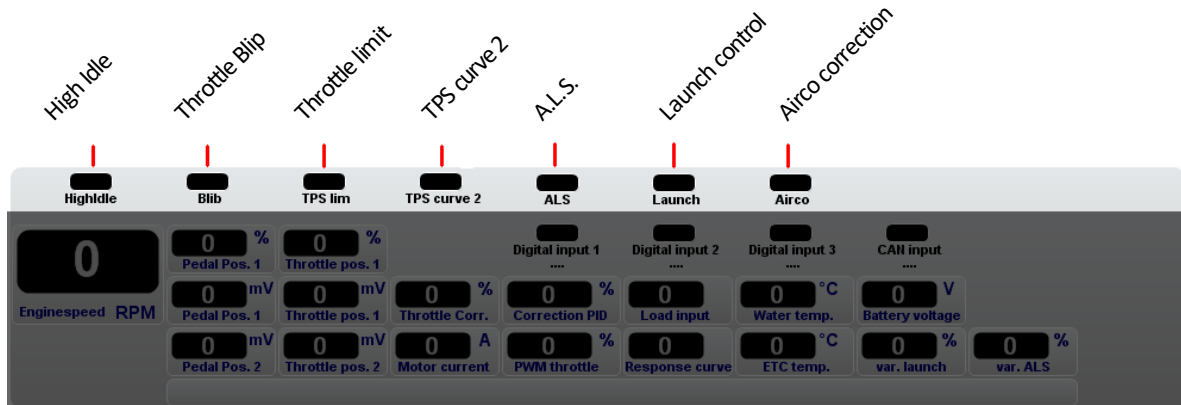 High Idle
Throttle Blip
Throttle limit
TPS curve 2
A.L.S.
Launch control
Airco correction
HighIdle Blib TPS lim TPS curve 2 ALS Launch Airco
0 0 % 0 %
Pedal Pos. 1 Throttle pos. 1 Digital input 1 Digital input 2 Digital input 3 CAN input
.... .... .... ....
0 mV 0 mV 0 % 0 % 0 0 °C 0 V
Enginespeed RPM Pedal Pos. 1 Throttle pos. 1 Throttle Corr. Correction PID Load input Water temp. Battery voltage
0 mV 0 mV 0 A 0 % 0 0 °C 0 % 0 %
Pedal Pos. 2 Throttle pos. 2 Motor current PWM throttle Response curve ETC temp. var. launch var. ALS